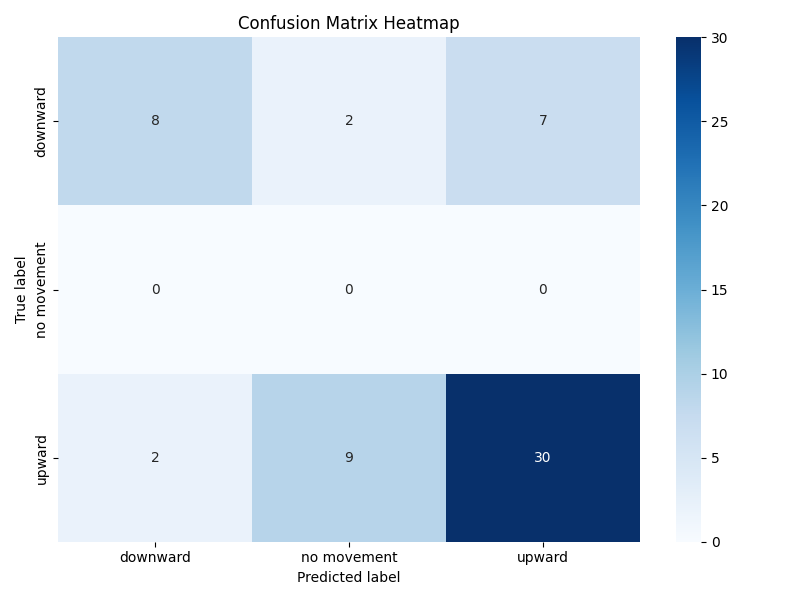 Confusion Matrix Heatmap
True label
downward
8 2 7
no movement
0 0 0
upward
2 9 30
downward no movement upward
Predicted label
30
25
20
15
10
5
0